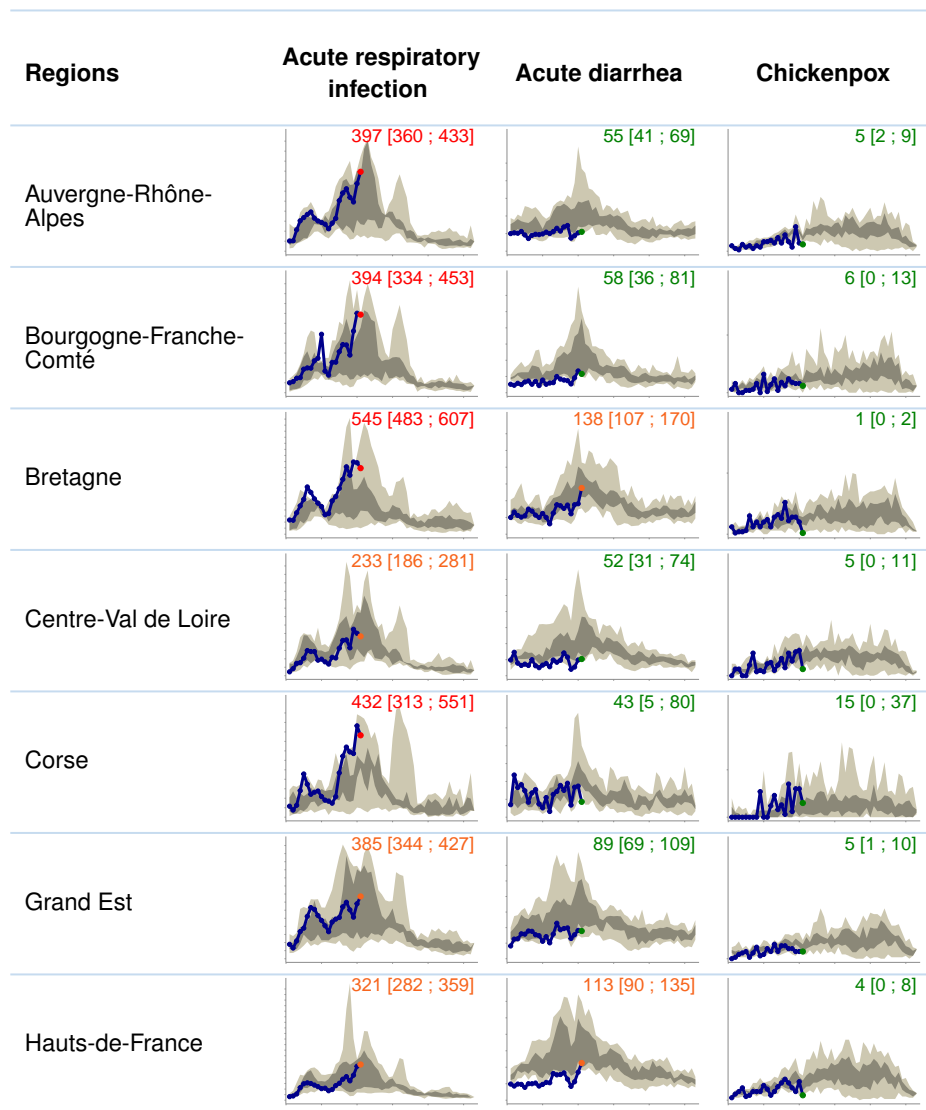 Regions
Acute respiratory
infection
Acute diarrhea
Chickenpox
397 [360 ; 433]
55 [41 ; 69]
5 [2 ; 9]
Auvergne-Rhône-
Alpes
394 [334 ; 453]
58 [36 ; 81]
6 [0 ; 13]
Bourgogne-Franche-
Comté
545 [483 ; 607]
138 [107 ; 170]
1 [0 ; 2]
Bretagne
233 [186 ; 281]
52 [31 ; 74]
5 [0 ; 11]
Centre-Val de Loire
432 [313 ; 551]
43 [5 ; 80]
15 [0 ; 37]
Corse
385 [344 ; 427]
89 [69 ; 109]
5 [1 ; 10]
Grand Est
321 [282 ; 359]
113 [90 ; 135]
4 [0 ; 8]
Hauts-de-France